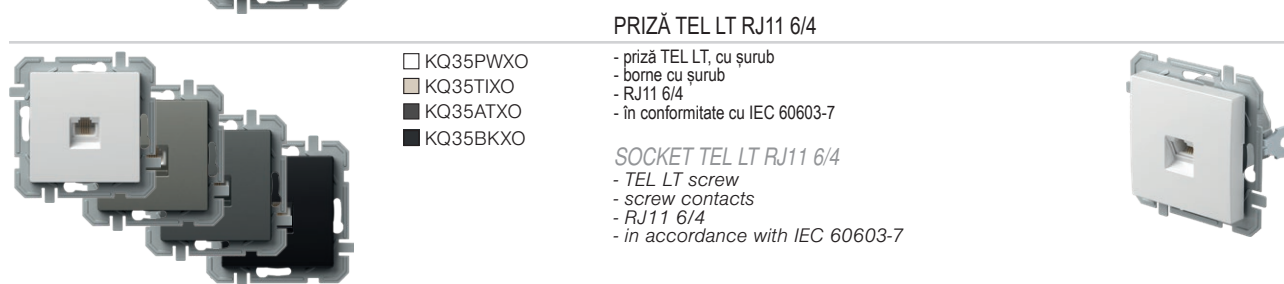 PRIZĂ TEL LT RJ11 6/4
KQ35PWXO
KQ35TIXO
KQ35ATXO
KQ35BKXO
- priză TEL LT, cu șurub
- borne cu șurub
- RJ11 6/4
- în conformitate cu IEC 60603-7
SOCKET TEL LT RJ11 6/4
- TEL LT screw
- screw contacts
- RJ11 6/4
- in accordance with IEC 60603-7